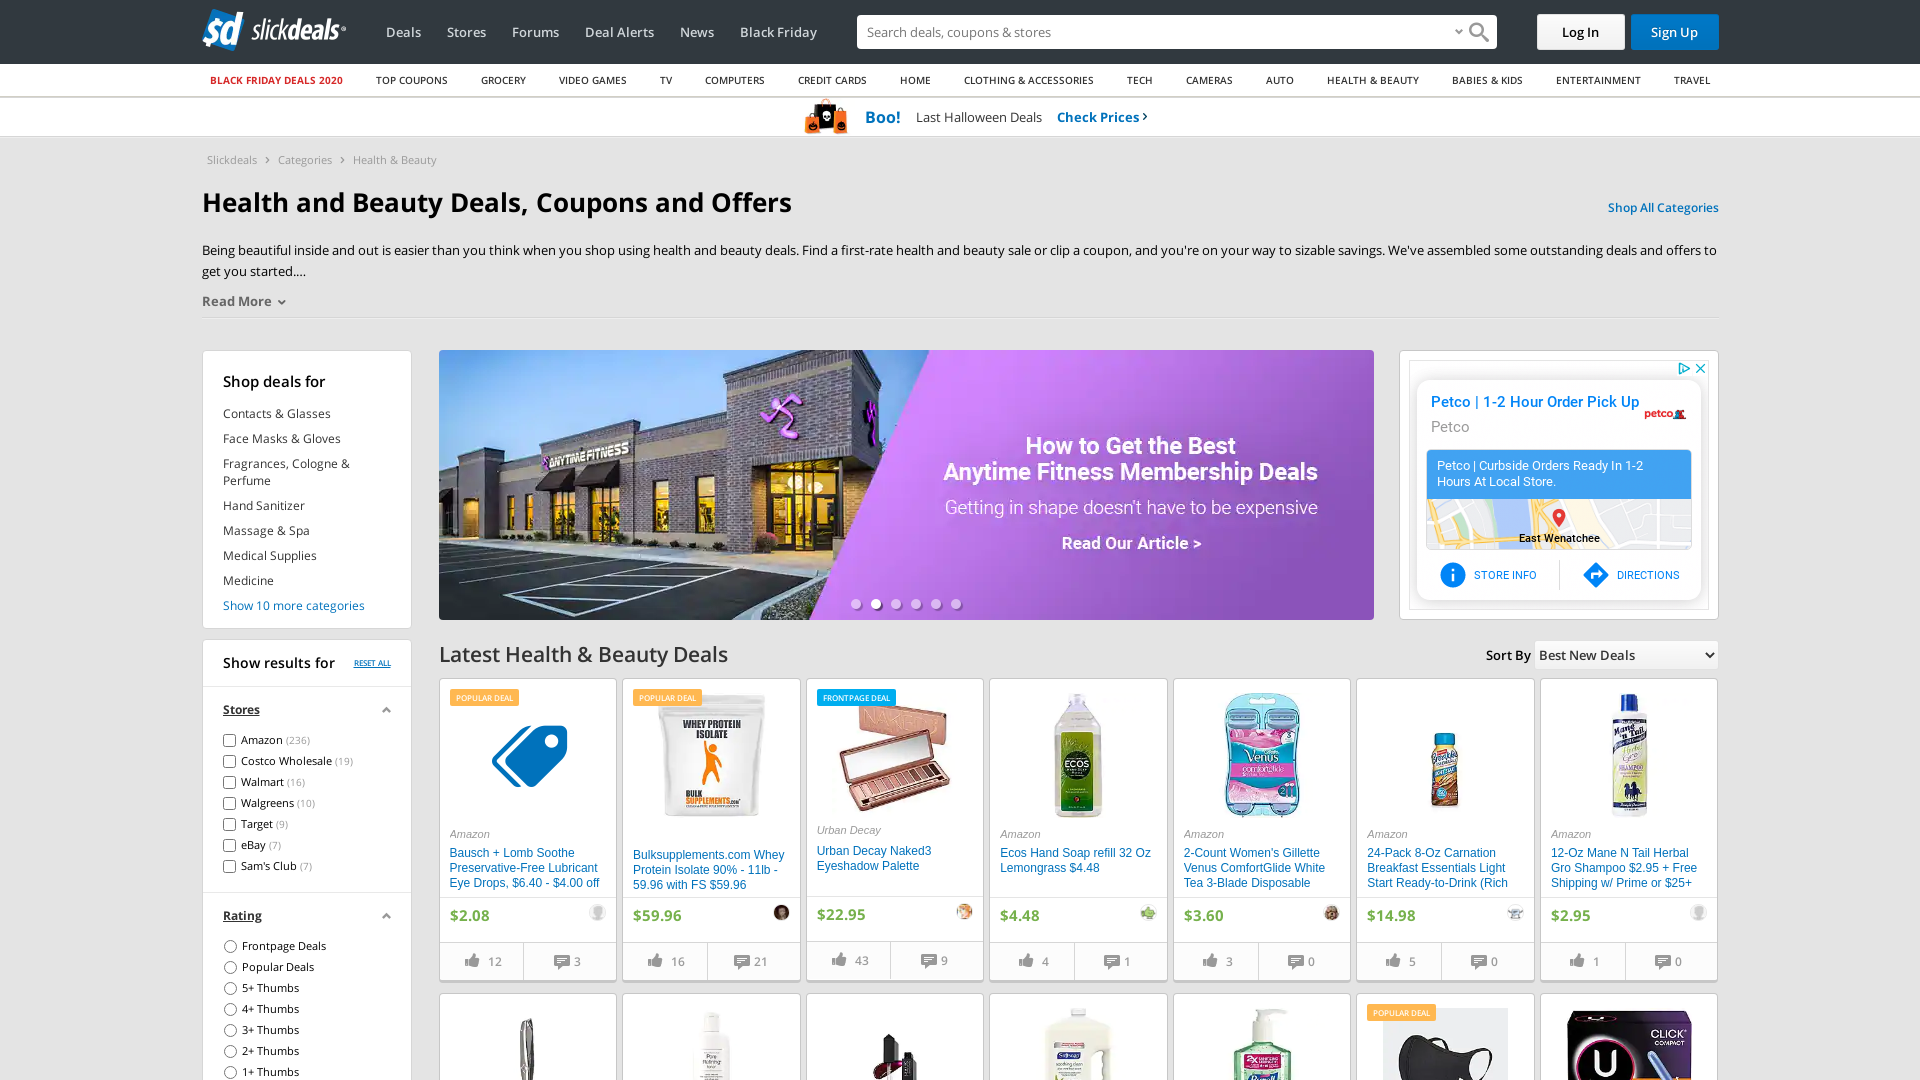 slickdeals
Deals
Stores
Forums
Deal Alerts
News
Black Friday
Search deals, coupons & stores
Log In
Sign Up
BLACK FRIDAY DEALS 2020
TOP COUPONS
GROCERY
VIDEO GAMES
TV
COMPUTERS
CREDIT CARDS
HOME
CLOTHING & ACCESSORIES
TECH
CAMERAS
AUTO
HEALTH & BEAUTY
BABIES & KIDS
ENTERTAINMENT
TRAVEL
Boo! Last Halloween Deals Check Prices
Slickdeals > Categories > Health & Beauty
Health and Beauty Deals, Coupons and Offers
Shop All Categories
Being beautiful inside and out is easier than you think when you shop using health and beauty deals. Find a first-rate health and beauty sale or clip a coupon, and you're on your way to sizable savings. We've assembled some outstanding deals and offers to
get you started....
Read More
Shop deals for
Contacts & Glasses
Face Masks & Gloves
Fragrances, Cologne &
Perfume
Hand Sanitizer
Massage & Spa
Medical Supplies
Medicine
Show 10 more categories
ANYTIME FITNESS
How to Get the Best
Anytime Fitness Membership Deals
Getting in shape doesn't have to be expensive
Read Our Article >
Petco | 1-2 Hour Order Pick Up
petco
Petco
Petco | Curbside Orders Ready In 1-2
Hours At Local Store.
East Wenatchee
STORE INFO
DIRECTIONS
Show results for
RESET ALL
Stores
Amazon (236)
Costco Wholesale (19)
Walmart (16)
Walgreens (10)
Target (9)
eBay (7)
Sam's Club (7)
Rating
Frontpage Deals
Popular Deals
5+ Thumbs
4+ Thumbs
3+ Thumbs
2+ Thumbs
1+ Thumbs
Latest Health & Beauty Deals
Sort By Best New Deals
POPULAR DEAL
Amazon
Bausch + Lomb Soothe
Preservative-Free Lubricant
Eye Drops, $6.40 - $4.00 off
$2.08
12
3
POPULAR DEAL
WHEY PROTEIN
ISOLATE
BULK
SUPPLEMENTS.com
Bulksupplements.com Whey
Protein Isolate 90% - 11lb -
59.96 with FS $59.96
$59.96
16
21
FRONTPAGE DEAL
NAKED
Urban Decay
Urban Decay Naked3
Eyeshadow Palette
$22.95
43
9
ECOS
Amazon
Ecos Hand Soap refill 32 Oz
Lemongrass $4.48
$4.48
4
1
Venus
comfortglide
Amazon
2-Count Women's Gillette
Venus ComfortGlide White
Tea 3-Blade Disposable
$3.60
3
0
Amazon
24-Pack 8-Oz Carnation
Breakfast Essentials Light
Start Ready-to-Drink (Rich
$14.98
5
0
Mane 'n Tail
Herbal
Gro
SHAMPOO
Amazon
12-Oz Mane N Tail Herbal
Gro Shampoo $2.95 + Free
Shipping w/ Prime or $25+
$2.95
1
0
Softsoap
POPULAR DEAL
U
CLICK
COMPACT